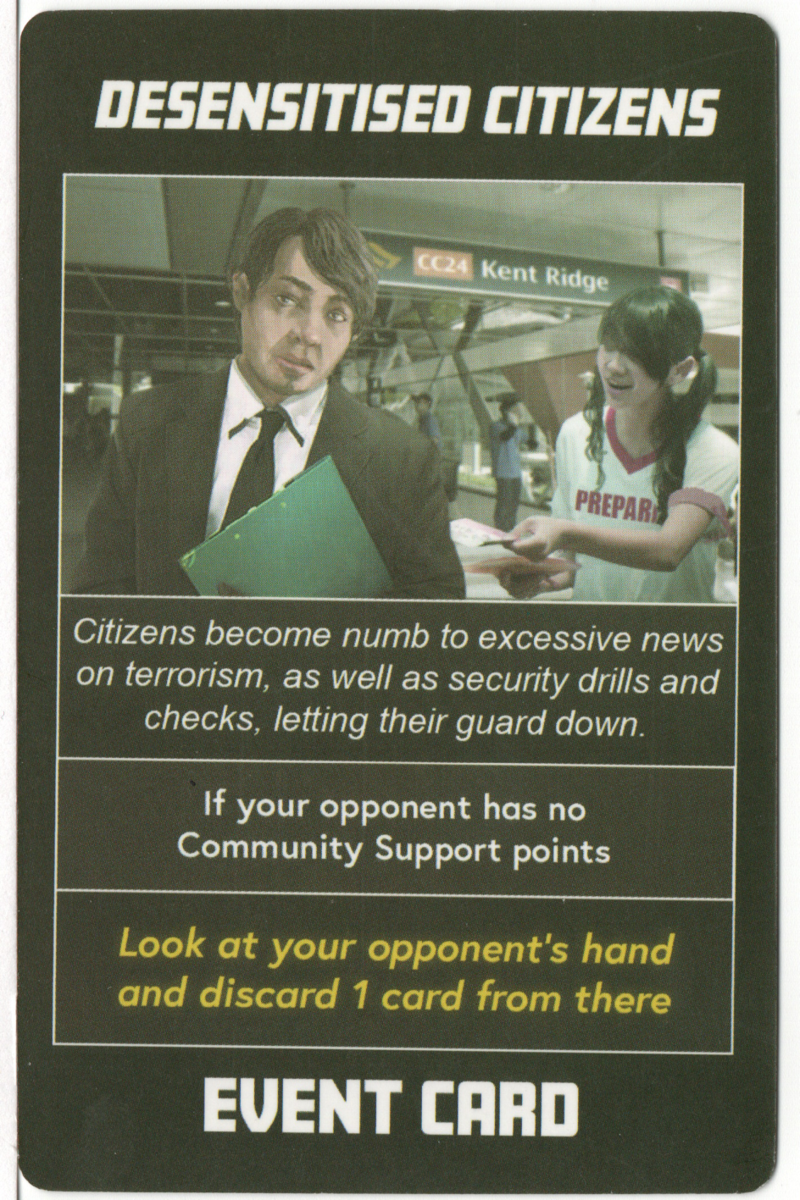 DESENSITISED CITIZENS
CC24 Kent Ridge
PREPAR
Citizens become numb to excessive news
on terrorism, as well as security drills and
checks, letting their guard down.
If your opponent has no
Community Support points
Look at your opponent's hand
and discard 1 card from there
EVENT CARD